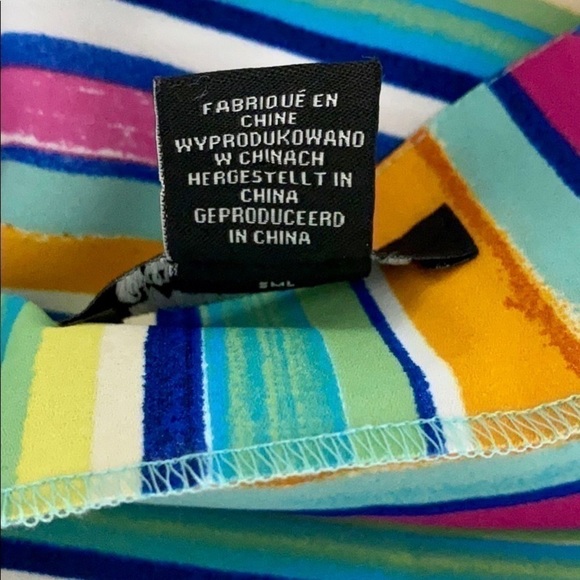 FABRIQUÉ EN
CHINE
WYPRODUKOWANO
W CHINACH
HERGESTELLT IN
CHINA
GEPRODUCEERD
IN CHINA